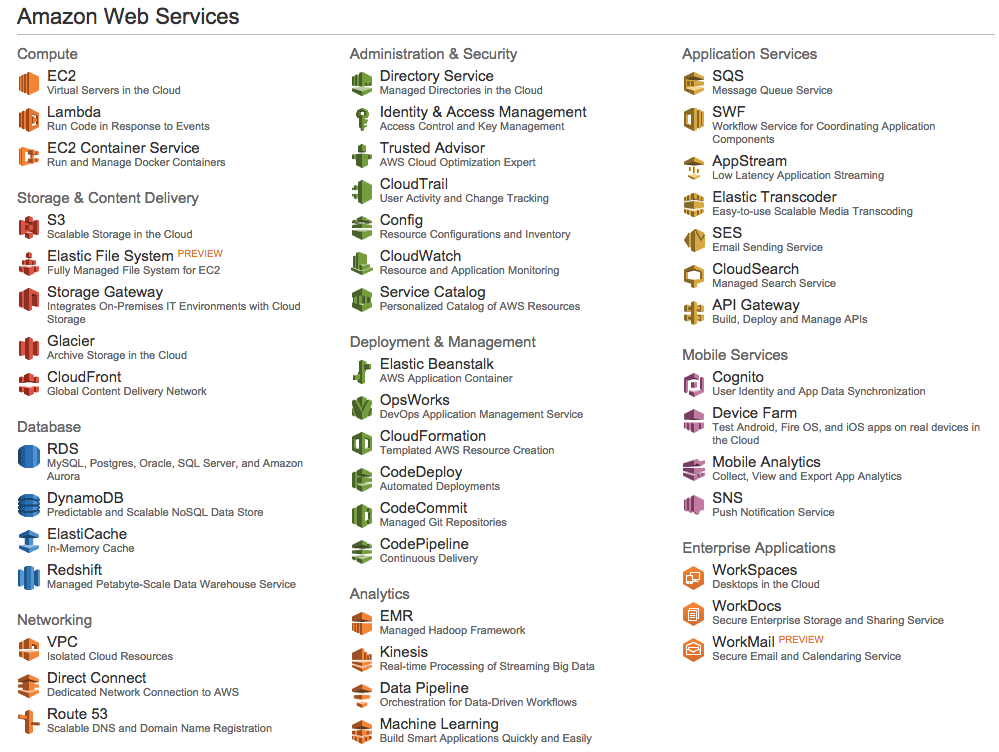 Amazon Web Services
Compute
EC2
Virtual Servers in the Cloud
Lambda
Run Code in Response to Events
EC2 Container Service
Run and Manage Docker Containers
Storage & Content Delivery
S3
Scalable Storage in the Cloud
Elastic File System PREVIEW
Fully Managed File System for EC2
Storage Gateway
Integrates On-Premises IT Environments with Cloud
Storage
Glacier
Archive Storage in the Cloud
CloudFront
Global Content Delivery Network
Database
RDS
MySQL, Postgres, Oracle, SQL Server, and Amazon
Aurora
DynamoDB
Predictable and Scalable NoSQL Data Store
ElastiCache
In-Memory Cache
Redshift
Managed Petabyte-Scale Data Warehouse Service
Networking
VPC
Isolated Cloud Resources
Direct Connect
Dedicated Network Connection to AWS
Route 53
Scalable DNS and Domain Name Registration
Administration & Security
Directory Service
Managed Directories in the Cloud
Identity & Access Management
Access Control and Key Management
Trusted Advisor
AWS Cloud Optimization Expert
CloudTrail
User Activity and Change Tracking
Config
Resource Configurations and Inventory
CloudWatch
Resource and Application Monitoring
Service Catalog
Personalized Catalog of AWS Resources
Deployment & Management
Elastic Beanstalk
AWS Application Container
OpsWorks
DevOps Application Management Service
CloudFormation
Templated AWS Resource Creation
CodeDeploy
Automated Deployments
CodeCommit
Managed Git Repositories
CodePipeline
Continuous Delivery
Analytics
EMR
Managed Hadoop Framework
Kinesis
Real-time Processing of Streaming Big Data
Data Pipeline
Orchestration for Data-Driven Workflows
Machine Learning
Build Smart Applications Quickly and Easily
Application Services
SQS
Message Queue Service
SWF
Workflow Service for Coordinating Application
Components
AppStream
Low Latency Application Streaming
Elastic Transcoder
Easy-to-use Scalable Media Transcoding
SES
Email Sending Service
CloudSearch
Managed Search Service
API Gateway
Build, Deploy and Manage APIs
Mobile Services
Cognito
User Identity and App Data Synchronization
Device Farm
Test Android, Fire OS, and iOS apps on real devices in
the Cloud
Mobile Analytics
Collect, View and Export App Analytics
SNS
Push Notification Service
Enterprise Applications
WorkSpaces
Desktops in the Cloud
WorkDocs
Secure Enterprise Storage and Sharing Service
WorkMail PREVIEW
Secure Email and Calendaring Service